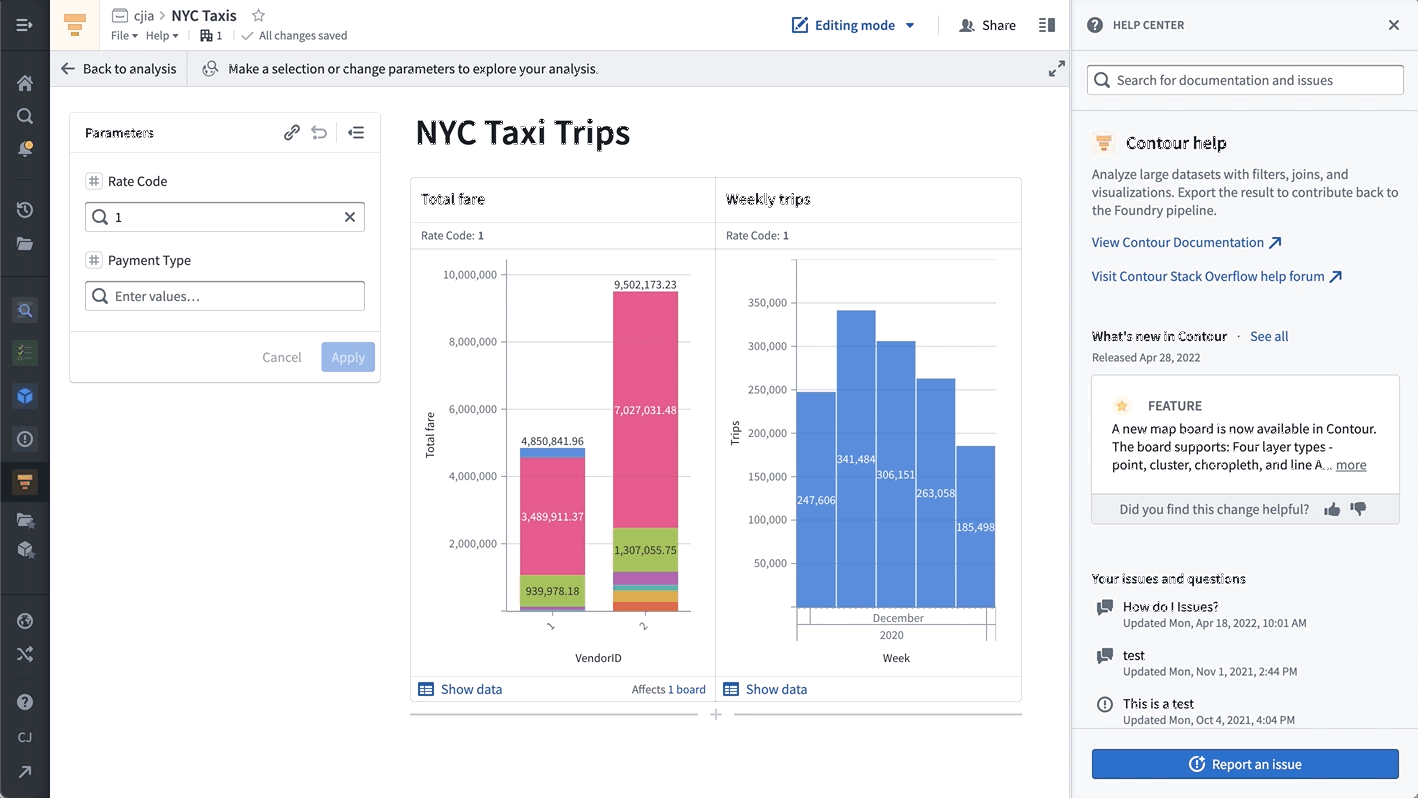 cjia > NYC Taxis
File Help 1 All changes saved
Editing mode
Share
Back to analysis
Make a selection or change parameters to explore your analysis.
Parameters
Rate Code
1
Payment Type
Enter values...
Cancel Apply
NYC Taxi Trips
Total fare
Rate Code: 1
10,000,000
8,000,000
6,000,000
4,000,000
2,000,000
Total fare
9,502,173.23
7,027,031.48
4,850,841.96
3,489,911.37
1,307,055.75
939,978.18
1
2
VendorID
Show data
Affects 1 board
Weekly trips
Rate Code: 1
350,000
300,000
250,000
200,000
150,000
100,000
50,000
Trips
247,606
341,484
306,151
263,058
185,498
December
2020
Week
Show data
HELP CENTER
Search for documentation and issues
Contour help
Analyze large datasets with filters, joins, and
visualizations. Export the result to contribute back to
the Foundry pipeline.
View Contour Documentation
Visit Contour Stack Overflow help forum
What's new in Contour · See all
Released Apr 28, 2022
FEATURE
A new map board is now available in Contour.
The board supports: Four layer types -
point, cluster, choropleth, and line A... more
Did you find this change helpful?
Your issues and questions
How do I Issues?
Updated Mon, Apr 18, 2022, 10:01 AM
test
Updated Mon, Nov 1, 2021, 2:44 PM
This is a test
Updated Mon, Oct 4, 2021, 4:04 PM
Report an issue
CJ